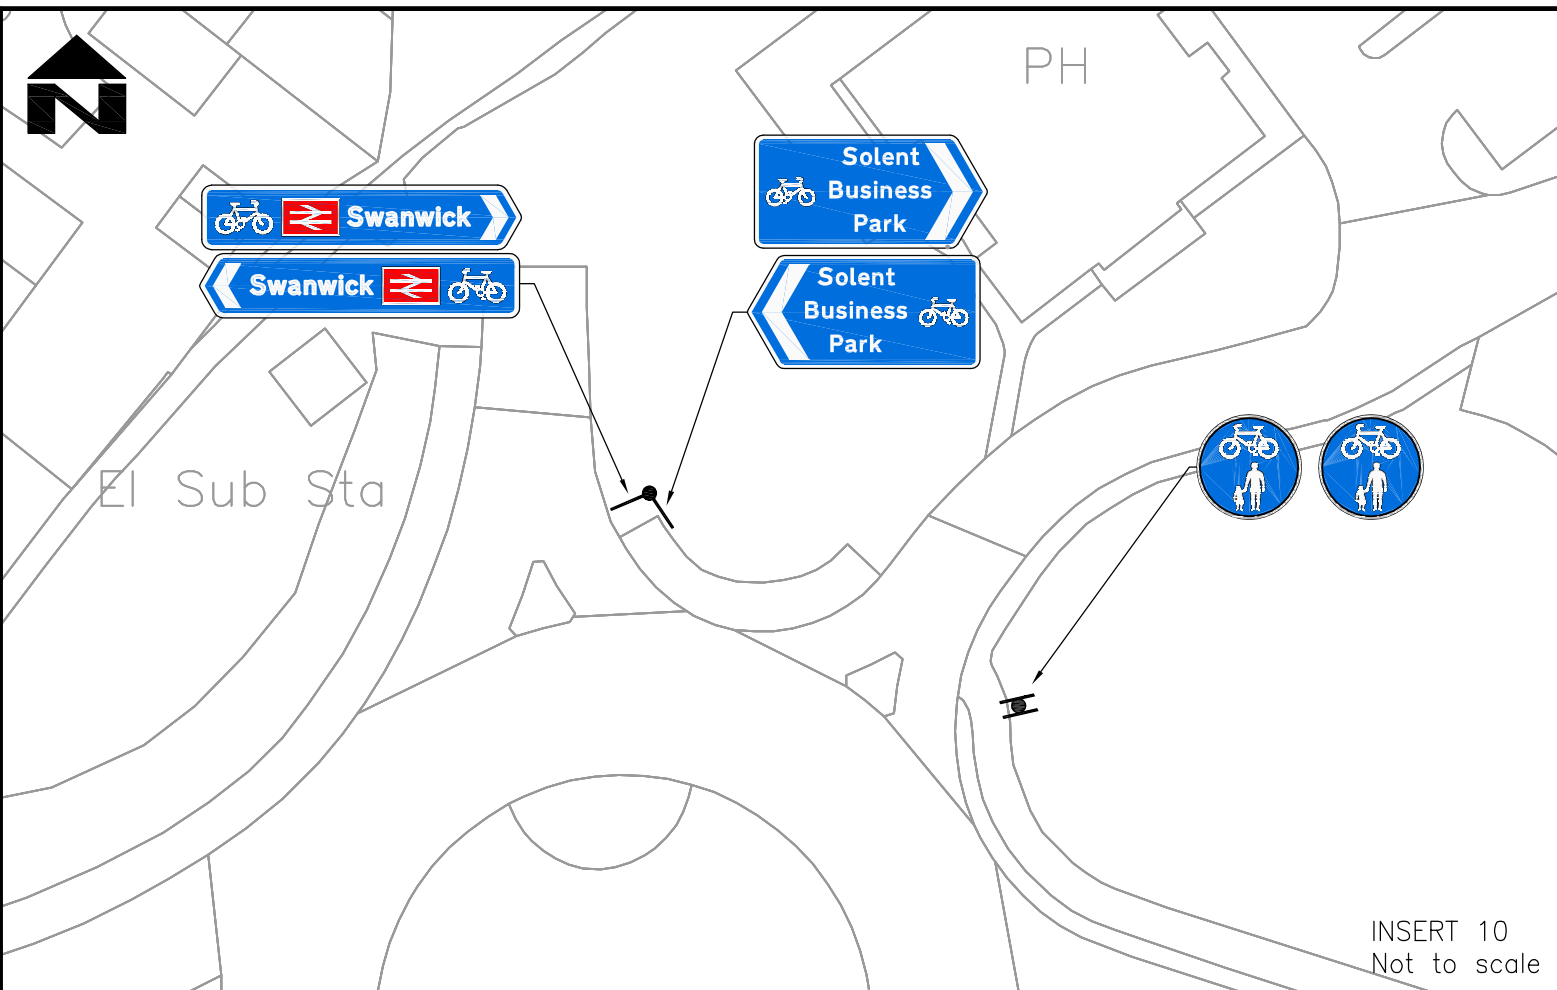 N
PH
Solent
Business
Park
Swanwick
Solent
Business
Park
Swanwick
El Sub Sta
INSERT 10
Not to scale